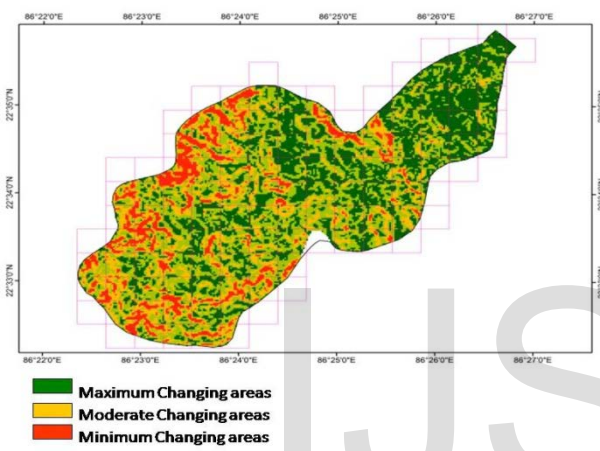 86°22'0"E 86°23'0"E 86°24'0"E 86°25'0"E 86°26'0"E 86°27'0"E
22°35'0"N
22°34'0"N
22°33'0"N
86°22'0"E 86°23'0"E 86°24'0"E 86°25'0"E 86°26'0"E 86°27'0"E
Maximum Changing areas
Moderate Changing areas
Minimum Changing areas
IJS